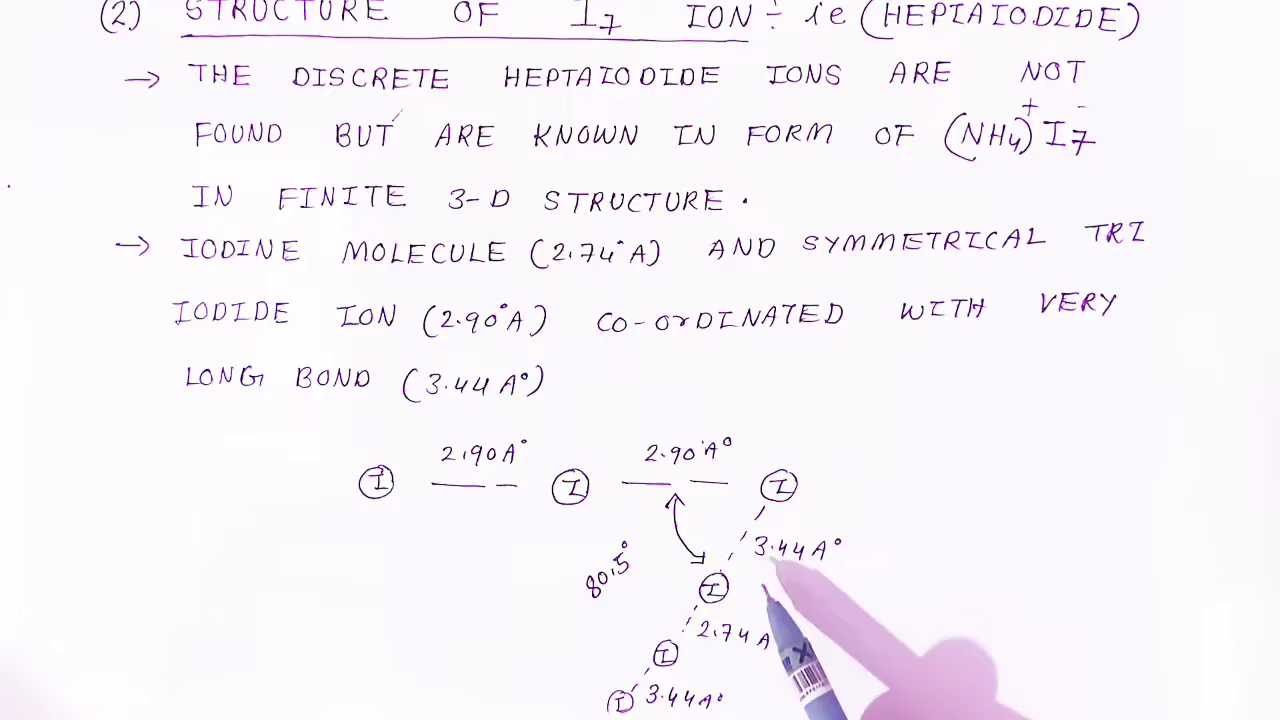 (2) STRUCTURE OF I7 ION ÷ ie (HEPTAIODIDE)
→ THE DISCRETE HEPTAIODIDE IONS ARE NOT
FOUND BUT ARE KNOWN IN FORM OF (NH4)+ I7-
IN FINITE 3-D STRUCTURE.
→ IODINE MOLECULE (2.74°A) AND SYMMETRICAL TRI
IODIDE ION (2.90°A) CO-ORDINATED WITH VERY
LONG BOND (3.44A°)
2.90A° 2.90A°
I I I
3.44A°
80.5°
I
2.74A
I
I 3.44A°